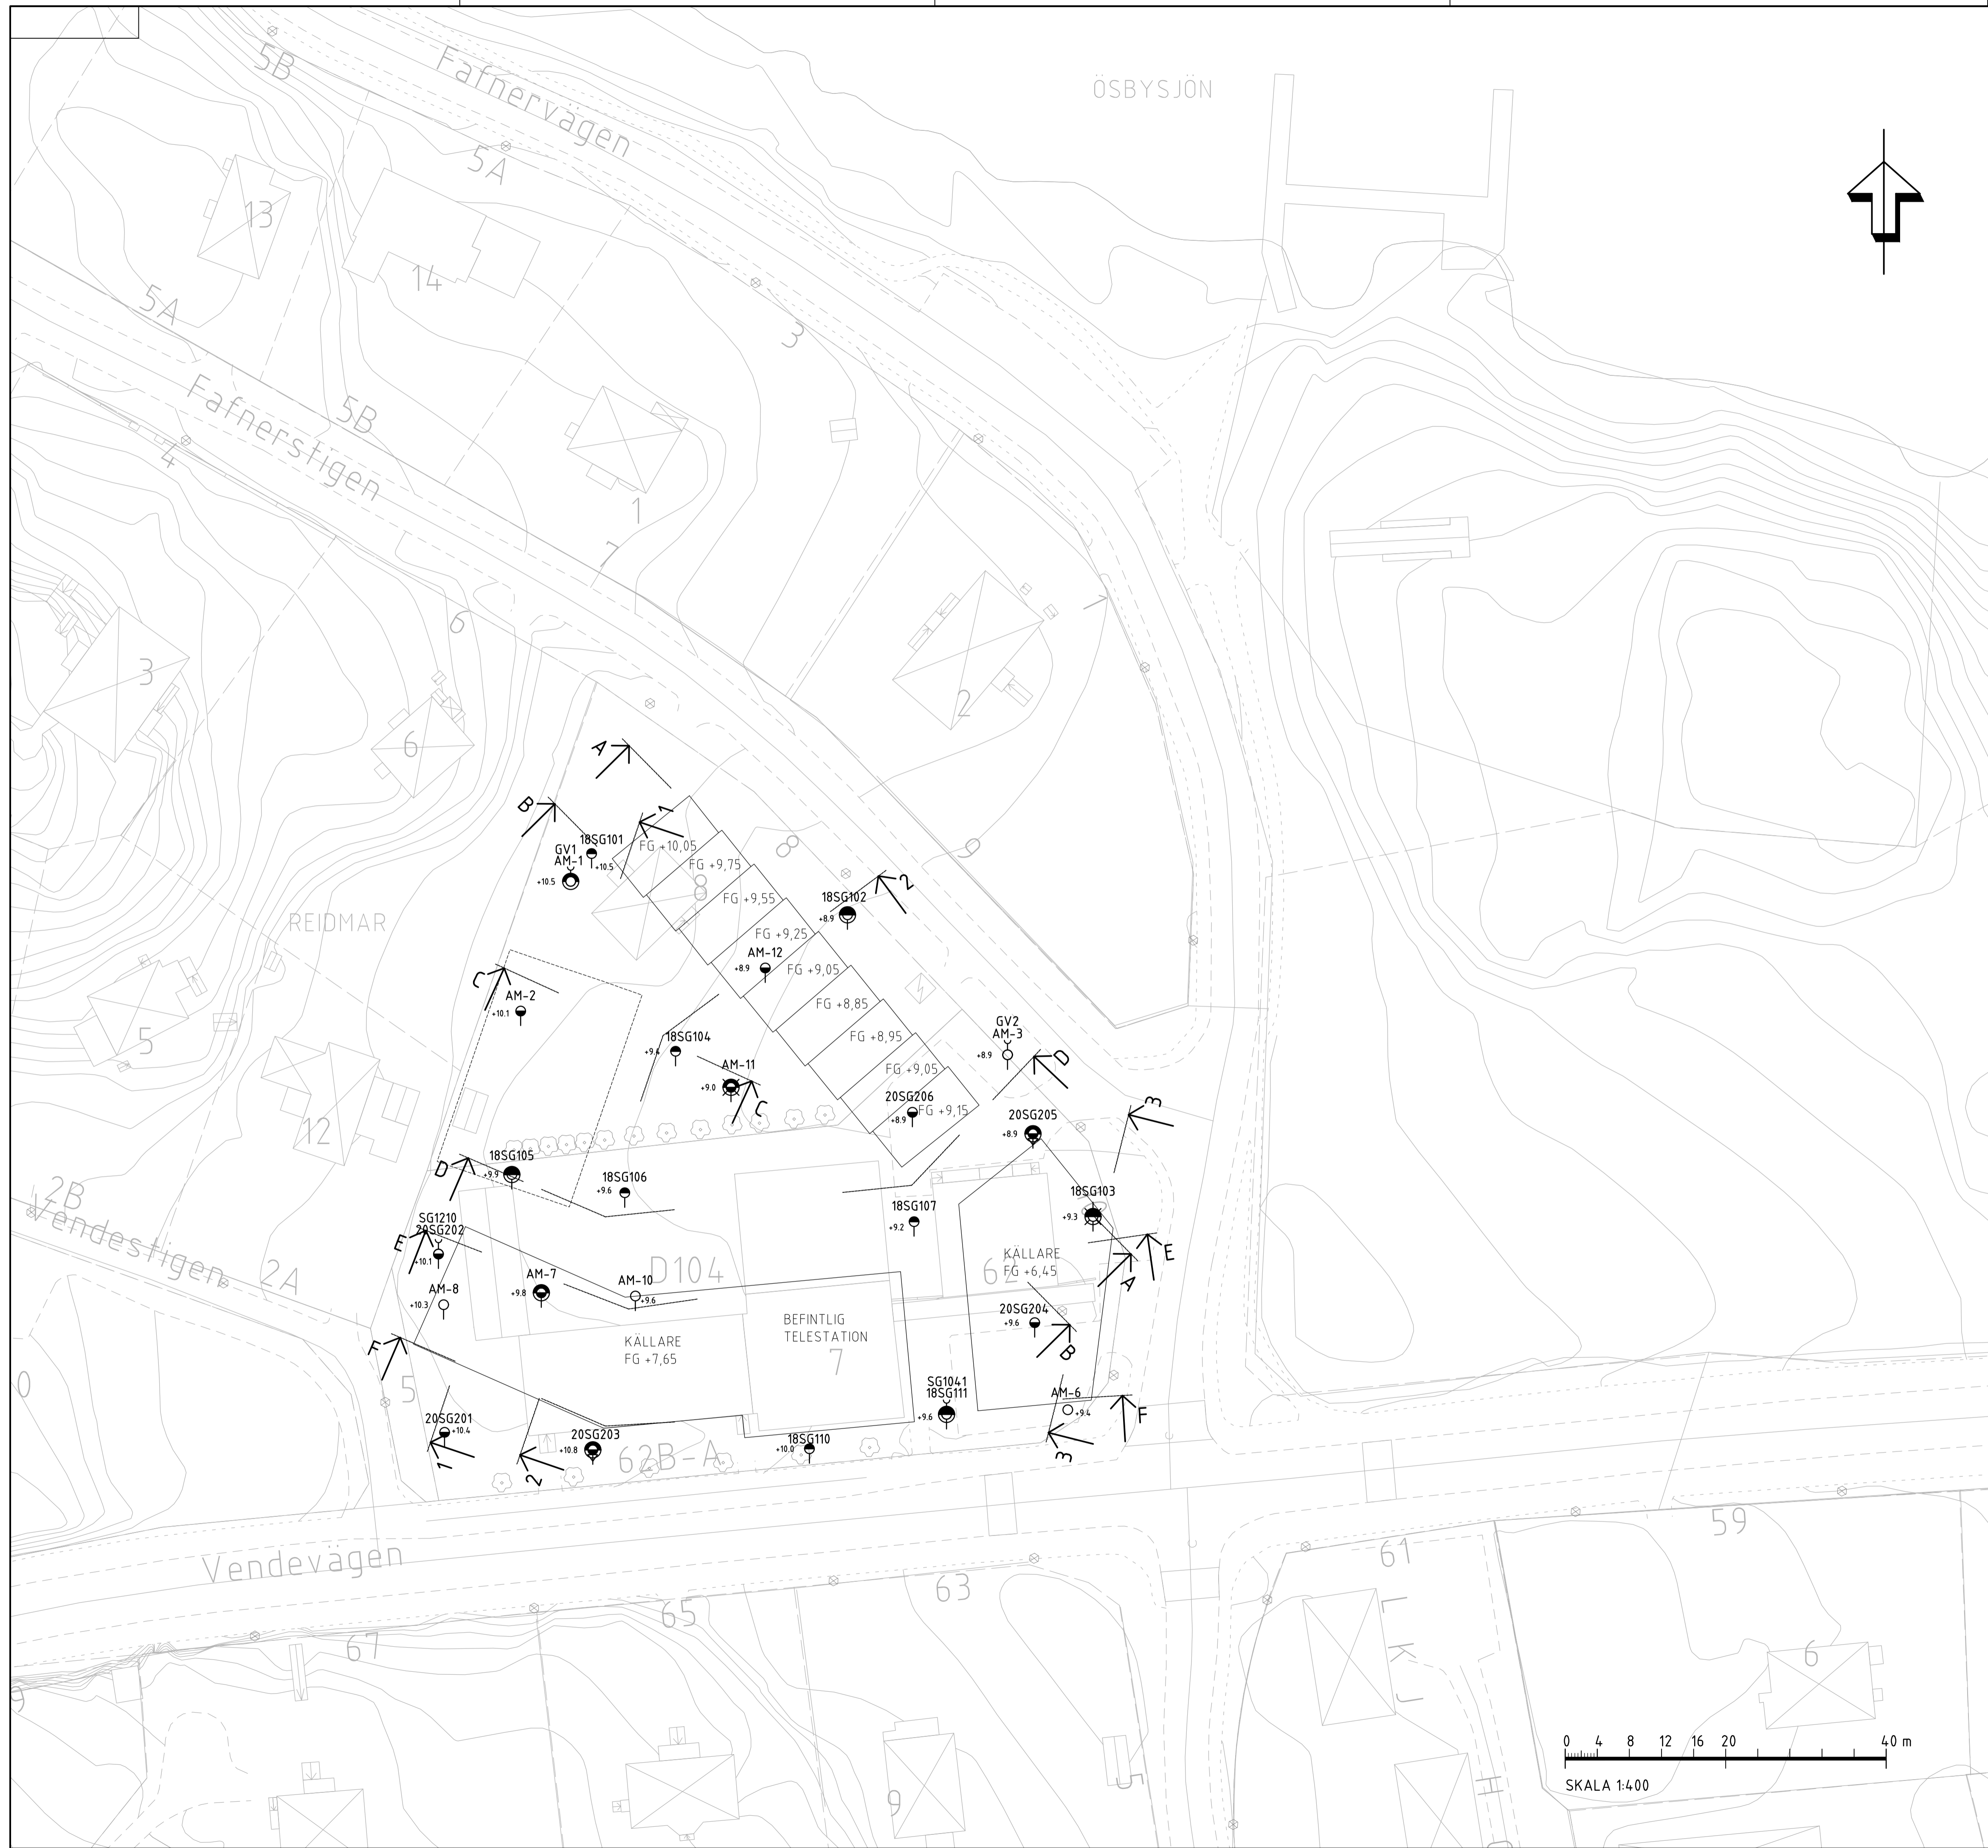 ÖSBYSJÖN
5B
Fafnervägen
5A
13
14
5A
3
Fafnerstigen
5B
4
1
7
6
3
6
2
1
A
B
1
18SG101
+10.5
GV1
AM-1
+10.5
FG +10,05
FG +9,75
FG +9,55
FG +9,25
FG +9,05
FG +8,85
FG +8,95
FG +9,05
FG +9,15
8
8
9
2
18SG102
+8.9
REIDMAR
AM-12
+8.9
C
AM-2
+10.1
5
12
18SG104
+9.4
AM-11
+9.0
C
GV2
AM-3
+8.9
D
20SG206
+8.9
20SG205
+8.9
3
D
18SG105
+9.9
18SG106
+9.6
18SG107
+9.2
18SG103
+9.3
2B
Vendestigen
2A
SG1210
20SG202
+10.1
E
E
A
AM-8
+10.3
AM-7
+9.8
AM-10
+9.6
D104
KÄLLARE
FG +6,45
62
20SG204
+9.6
B
BEFINTLIG
TELESTATION
7
KÄLLARE
FG +7,65
F
0
5
SG1041
18SG111
+9.6
AM-6
+9.4
F
20SG201
+10.4
1
2
20SG203
+10.8
62B-A
18SG110
+10.0
3
Vendevägen
59
61
63
65
67
9
L
K
J
H
6
5
9
0 4 8 12 16 20 40 m
SKALA 1:400